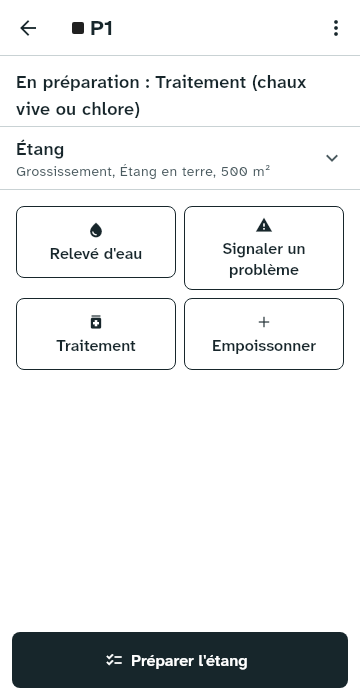 P1
En préparation : Traitement (chaux
vive ou chlore)
Étang
Grossissement, Étang en terre, 500 m²
Relevé d'eau
Signaler un
problème
Traitement
Empoissonner
Préparer l'étang